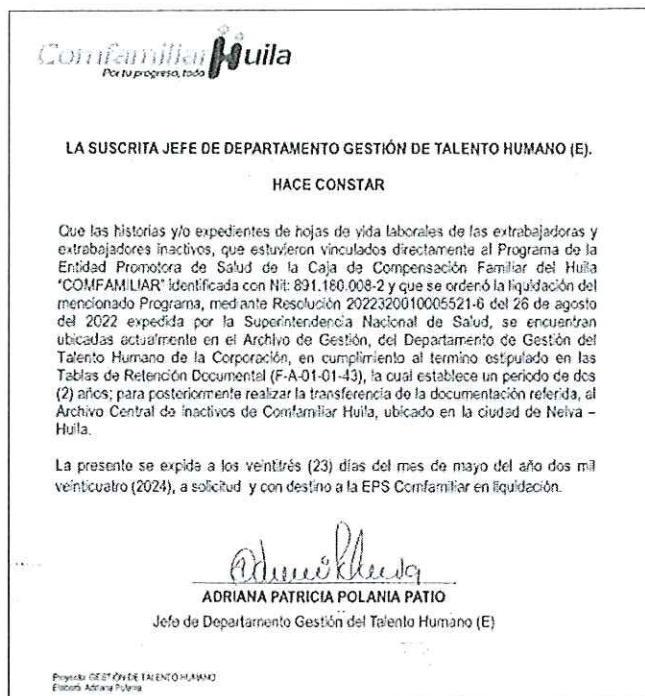 Comfamiliar Huila
Por tu progreso, todo
LA SUSCRITA JEFE DE DEPARTAMENTO GESTIÓN DE TALENTO HUMANO (E).
HACE CONSTAR
Que las historias y/o expedientes de hojas de vida laborales de las extrabajadoras y
extrabajadores inactivos, que estuvieron vinculados directamente al Programa de la
Entidad Promotora de Salud de la Caja de Compensación Familiar del Huila
"COMFAMILIAR" identificada con Nit: 891.180.008-2 y que se ordenó la liquidación del
mencionado Programa, mediante Resolución 2022320010005521-6 del 26 de agosto
del 2022 expedida por la Superintendencia Nacional de Salud, se encuentran
ubicadas actualmente en el Archivo de Gestión, del Departamento de Gestión del
Talento Humano de la Corporación, en cumplimiento al termino estipulado en las
Tablas de Retención Documental (F-A-01-01-43), la cual establece un periodo de dos
(2) años; para posteriormente realizar la transferencia de la documentación referida, al
Archivo Central de inactivos de Comfamiliar Huila, ubicado en la ciudad de Neiva –
Huila.
La presente se expide a los veintitrés (23) días del mes de mayo del año dos mil
veinticuatro (2024), a solicitud y con destino a la EPS Comfamiliar en liquidación.
ADRIANA PATRICIA POLANIA PATIO
Jefe de Departamento Gestión del Talento Humano (E)
Proyectó: GESTIÓN DE TALENTO HUMANO
Elaboró: Adriana Polania